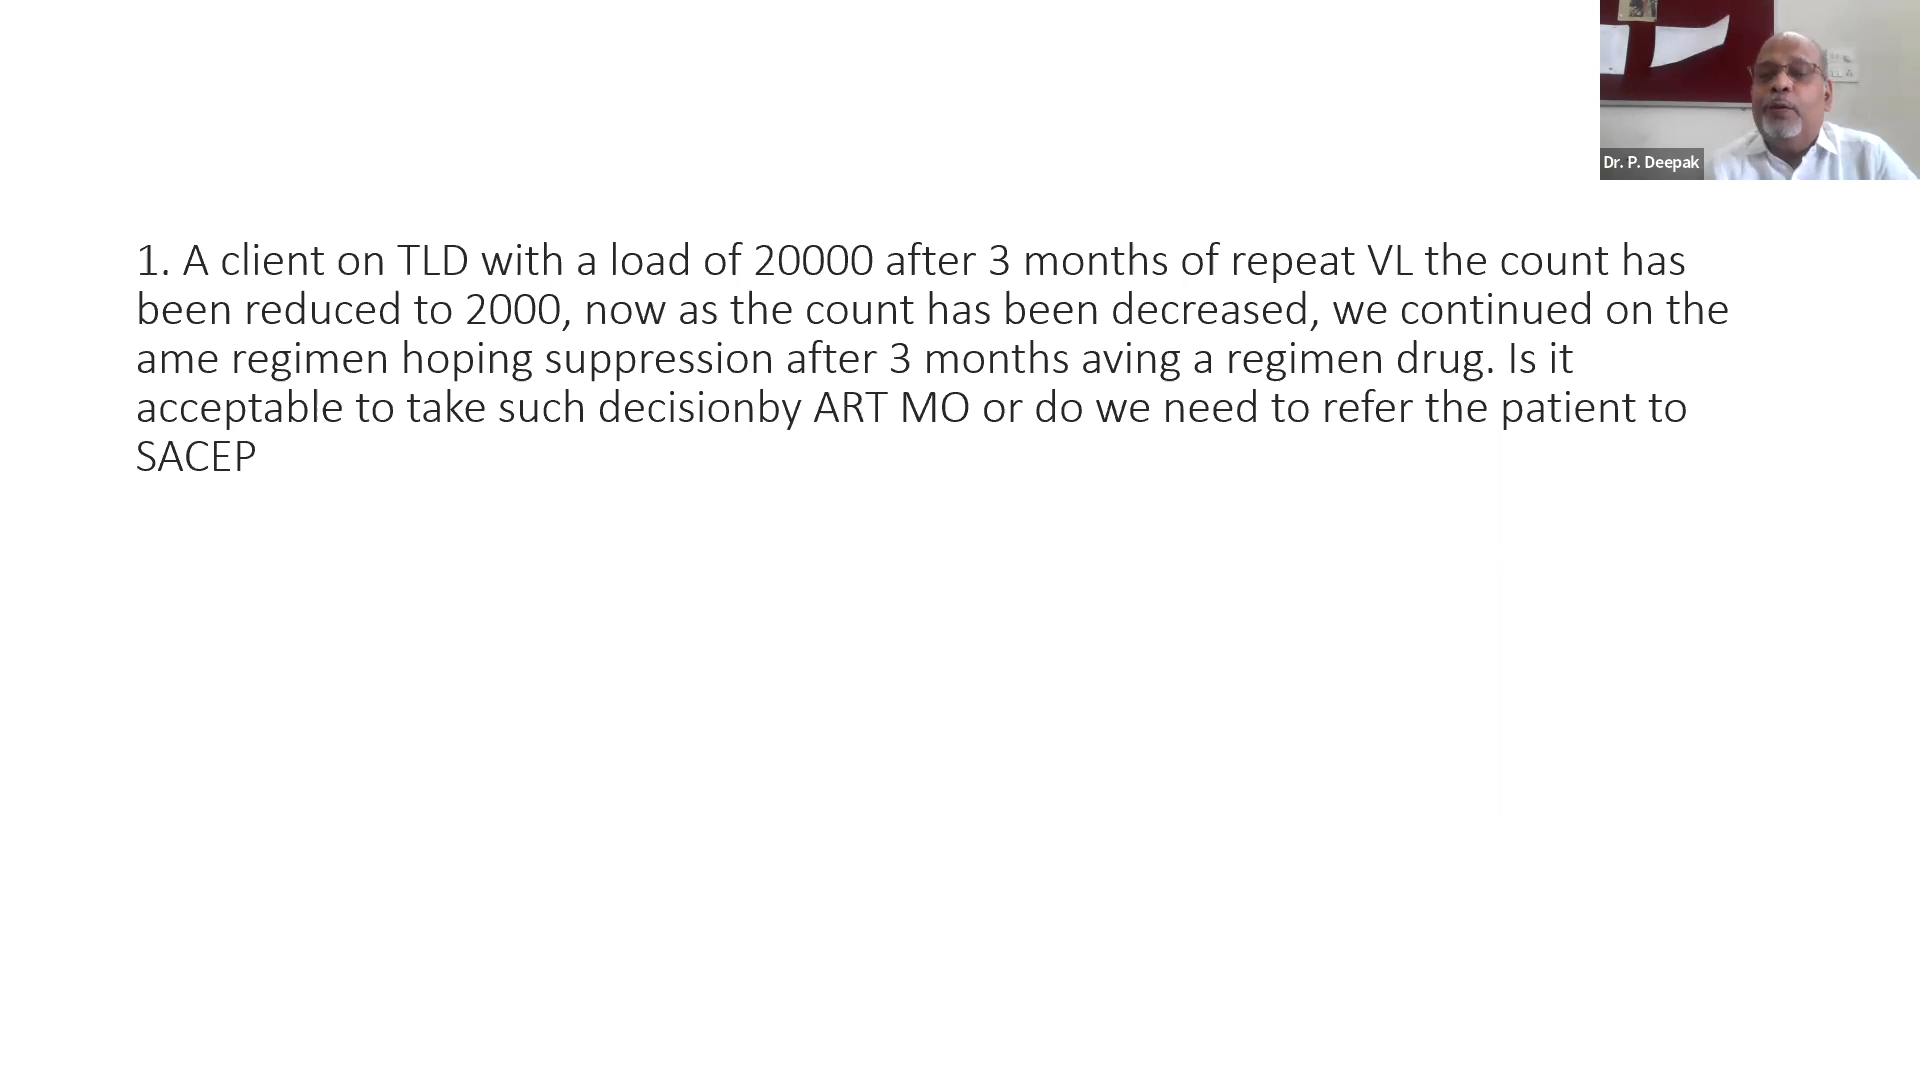 Dr. P. Deepak
1. A client on TLD with a load of 20000 after 3 months of repeat VL the count has
been reduced to 2000, now as the count has been decreased, we continued on the
ame regimen hoping suppression after 3 months aving a regimen drug. Is it
acceptable to take such decisionby ART MO or do we need to refer the patient to
SACEP